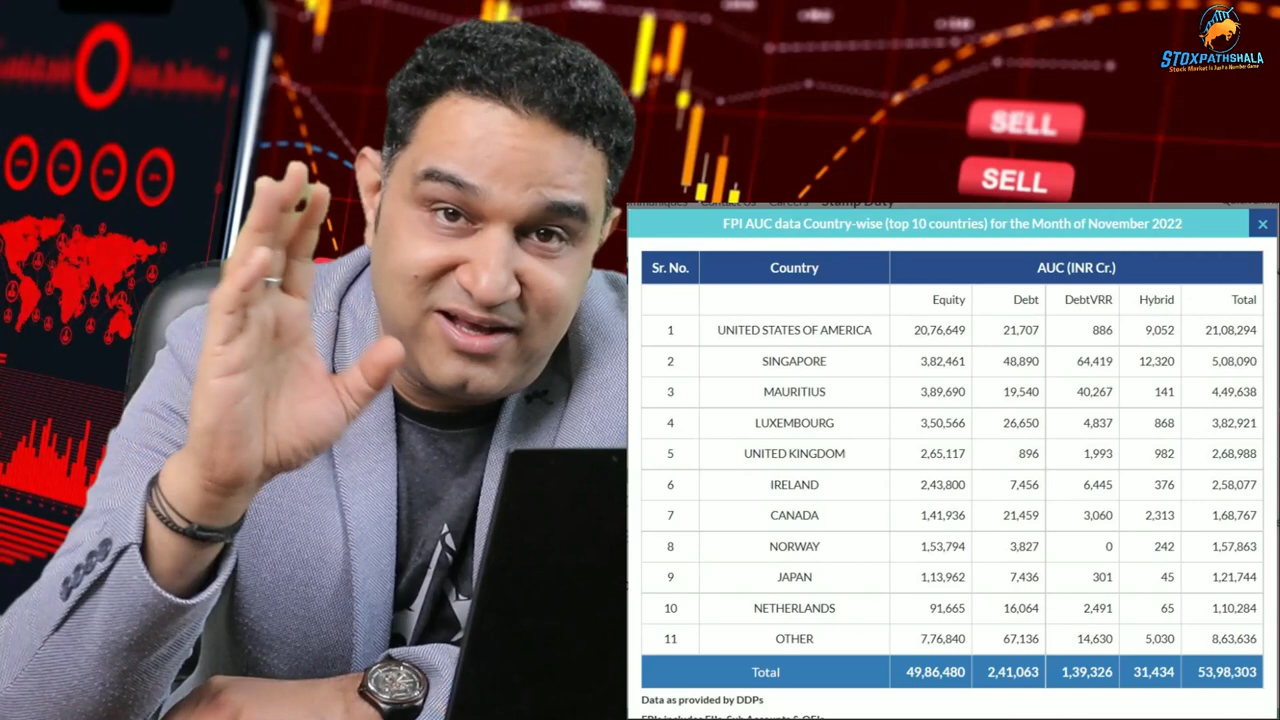 STOXPATHSHALA
Stock Market is Just a Number Game
SELL
SELL
Stamp Duty
FPI AUC data Country-wise (top 10 countries) for the Month of November 2022
Sr. No. Country AUC (INR Cr.)
Equity Debt DebtVRR Hybrid Total
1 UNITED STATES OF AMERICA 20,76,649 21,707 886 9,052 21,08,294
2 SINGAPORE 3,82,461 48,890 64,419 12,320 5,08,090
3 MAURITIUS 3,89,690 19,540 40,267 141 4,49,638
4 LUXEMBOURG 3,50,566 26,650 4,837 868 3,82,921
5 UNITED KINGDOM 2,65,117 896 1,993 982 2,68,988
6 IRELAND 2,43,800 7,456 6,445 376 2,58,077
7 CANADA 1,41,936 21,459 3,060 2,313 1,68,767
8 NORWAY 1,53,794 3,827 0 242 1,57,863
9 JAPAN 1,13,962 7,436 301 45 1,21,744
10 NETHERLANDS 91,665 16,064 2,491 65 1,10,284
11 OTHER 7,76,840 67,136 14,630 5,030 8,63,636
Total 49,86,480 2,41,063 1,39,326 31,434 53,98,303
Data as provided by DDPs